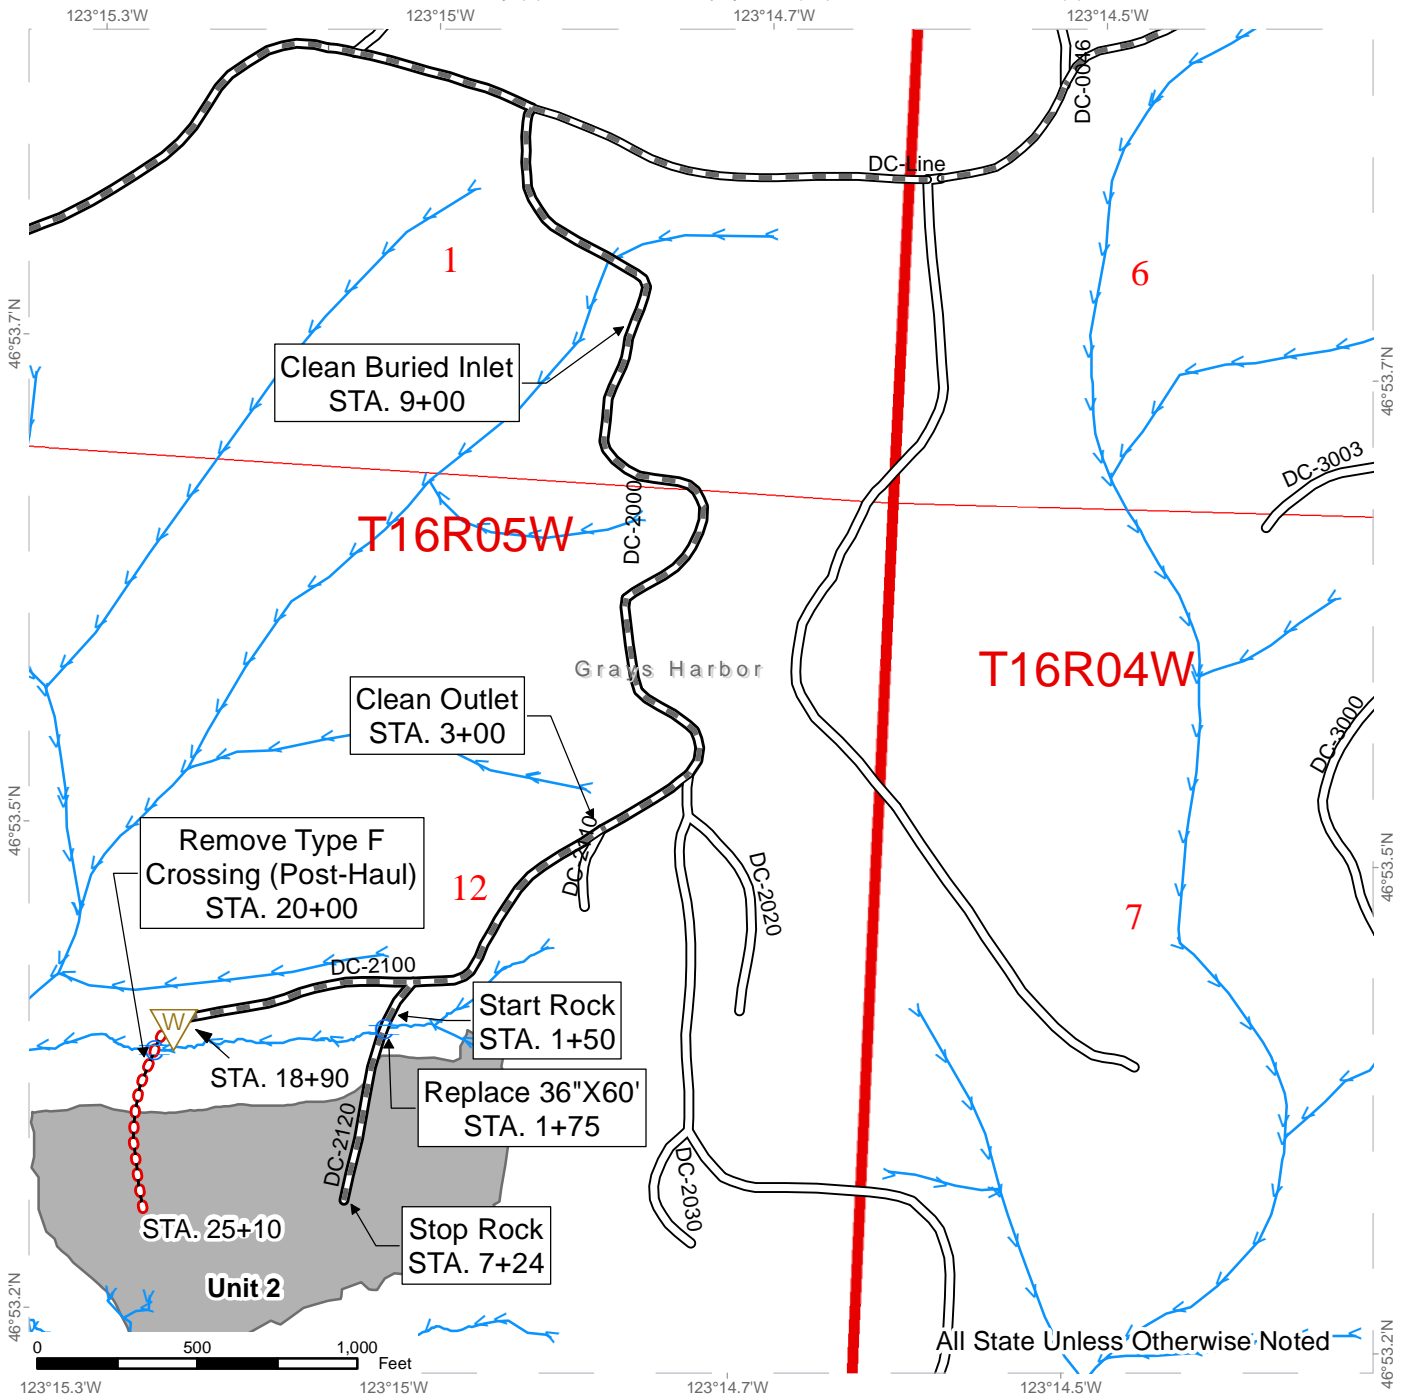 123°15.3'W
123°15'W
123°14.7'W
123°14.5'W
DC-0046
DC-Line
1
6
46°53.7'N
46°53.7'N
Clean Buried Inlet
STA. 9+00
DC-3003
DC-2000
T16R05W
Grays Harbor
T16R04W
Clean Outlet
STA. 3+00
DC-3000
46°53.5'N
46°53.5'N
Remove Type F
Crossing (Post-Haul)
STA. 20+00
DC-2110
12
DC-2020
7
DC-2100
Start Rock
STA. 1+50
W
STA. 18+90
Replace 36"X60'
STA. 1+75
DC-2120
DC-2030
STA. 25+10
Stop Rock
STA. 7+24
Unit 2
46°53.2'N
46°53.2'N
All State Unless Otherwise Noted
0
500
1,000
Feet
123°15.3'W
123°15'W
123°14.7'W
123°14.5'W